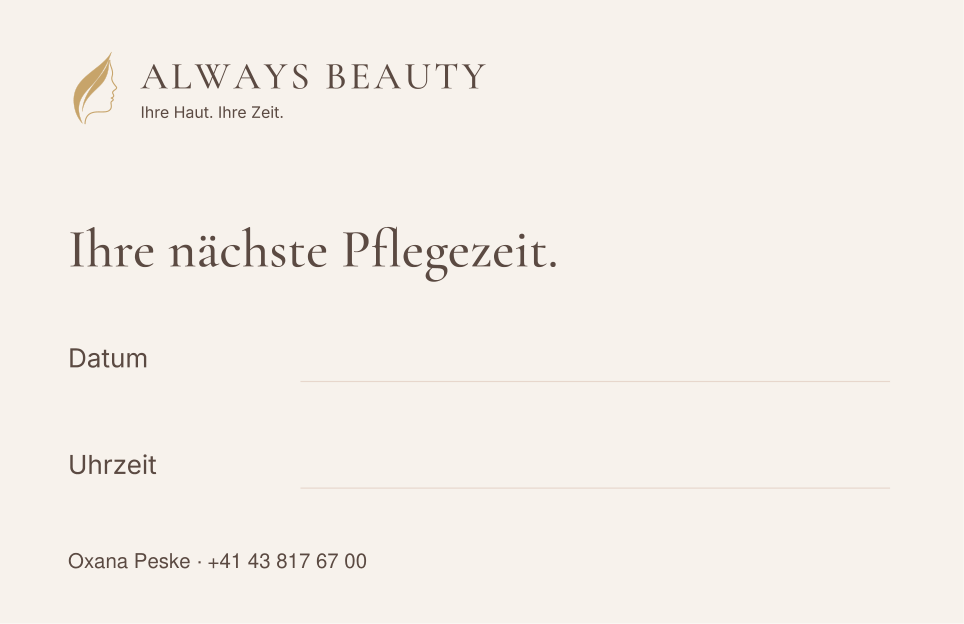 ALWAYS BEAUTY
Ihre Haut. Ihre Zeit.
Ihre nächste Pflegezeit.
Datum
Uhrzeit
Oxana Peske · +41 43 817 67 00